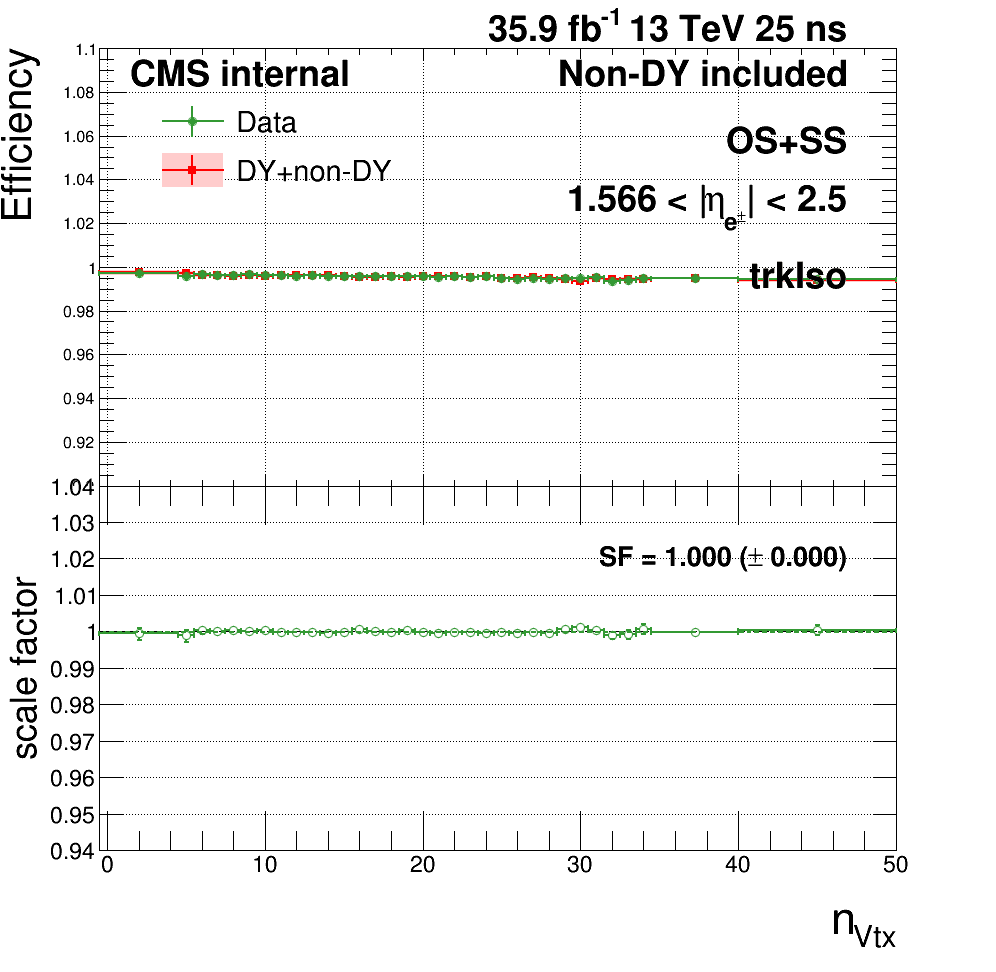 35.9 fb⁻¹ 13 TeV 25 ns
Efficiency
1.1
1.08
1.06
1.04
1.02
1
0.98
0.96
0.94
0.92
CMS internal
Data
DY+non-DY
Non-DY included
OS+SS
1.566 < |η_e±| < 2.5
trkIso
scale factor
1.04
1.03
1.02
1.01
1
0.99
0.98
0.97
0.96
0.95
0.94
SF = 1.000 (± 0.000)
0 10 20 30 40 50
n_Vtx